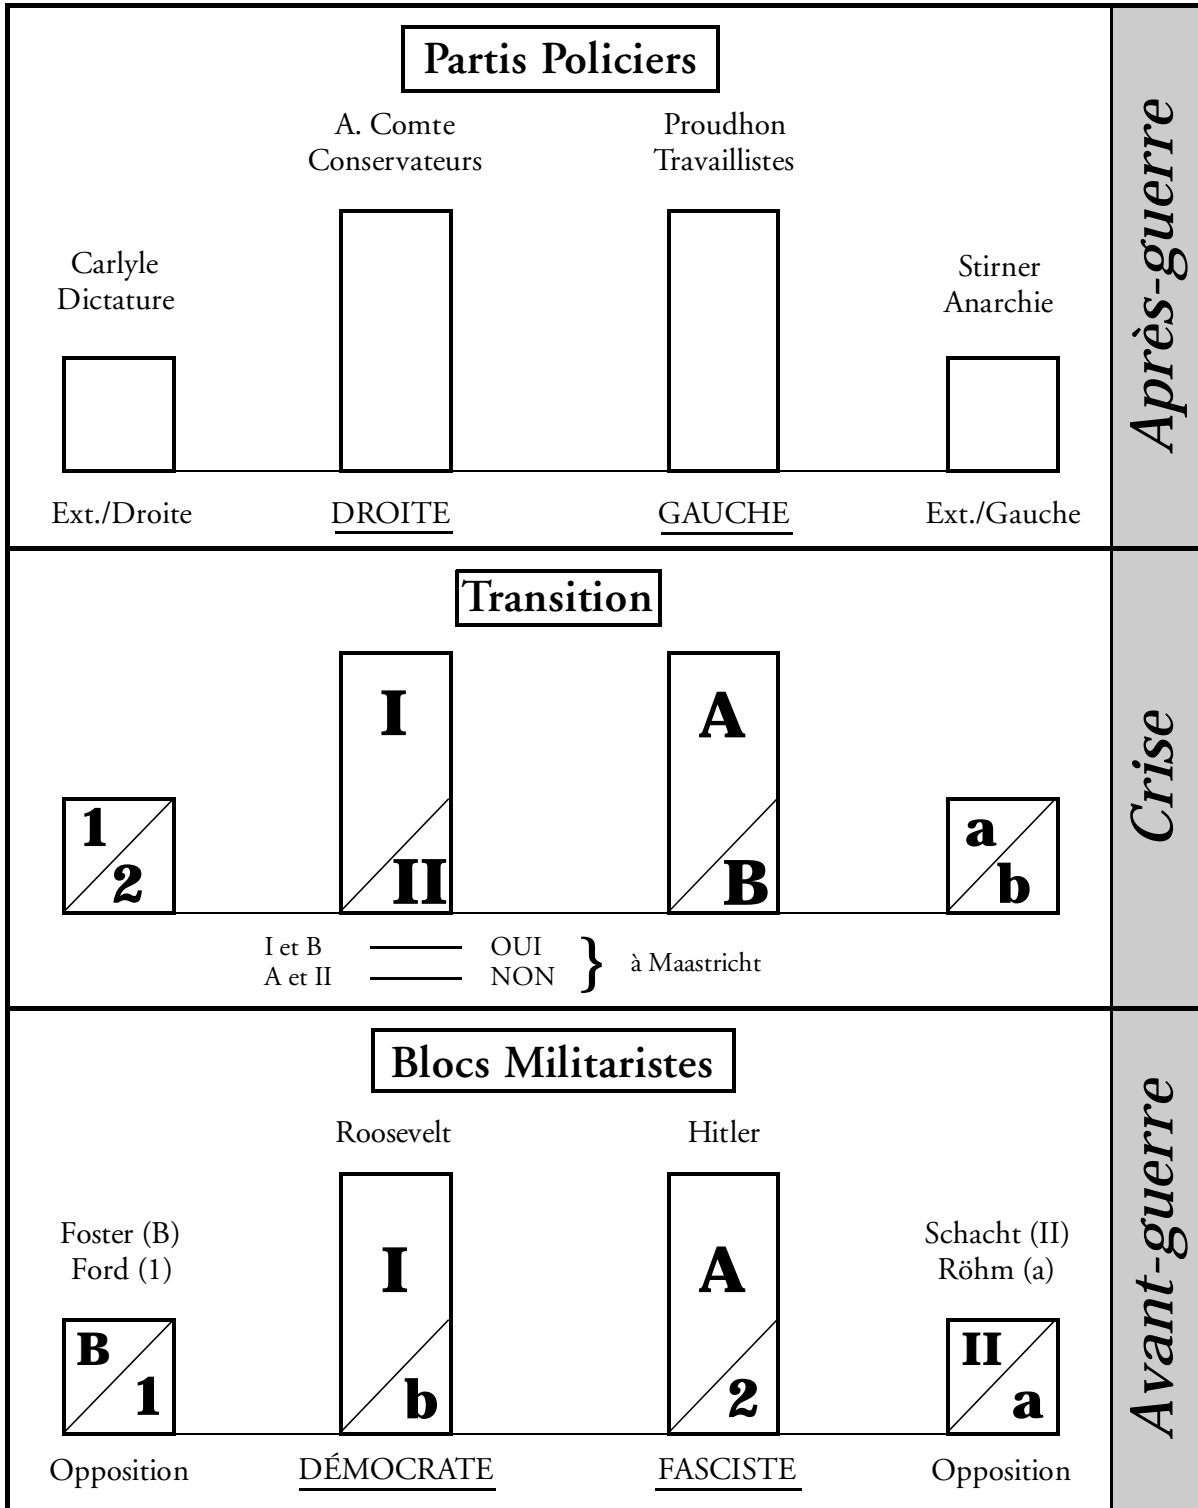 Partis Policiers
A. Comte
Conservateurs
Proudhon
Travaillistes
Carlyle
Dictature
Stirner
Anarchie
Ext./Droite
DROITE
GAUCHE
Ext./Gauche
Après-guerre
Transition
I
II
A
B
1
2
a
b
I et B OUI
A et II NON
} à Maastricht
Crise
Blocs Militaristes
Roosevelt
Hitler
Foster (B)
Ford (1)
Schacht (II)
Röhm (a)
B
1
I
b
A
2
II
a
Opposition
DÉMOCRATE
FASCISTE
Opposition
Avant-guerre